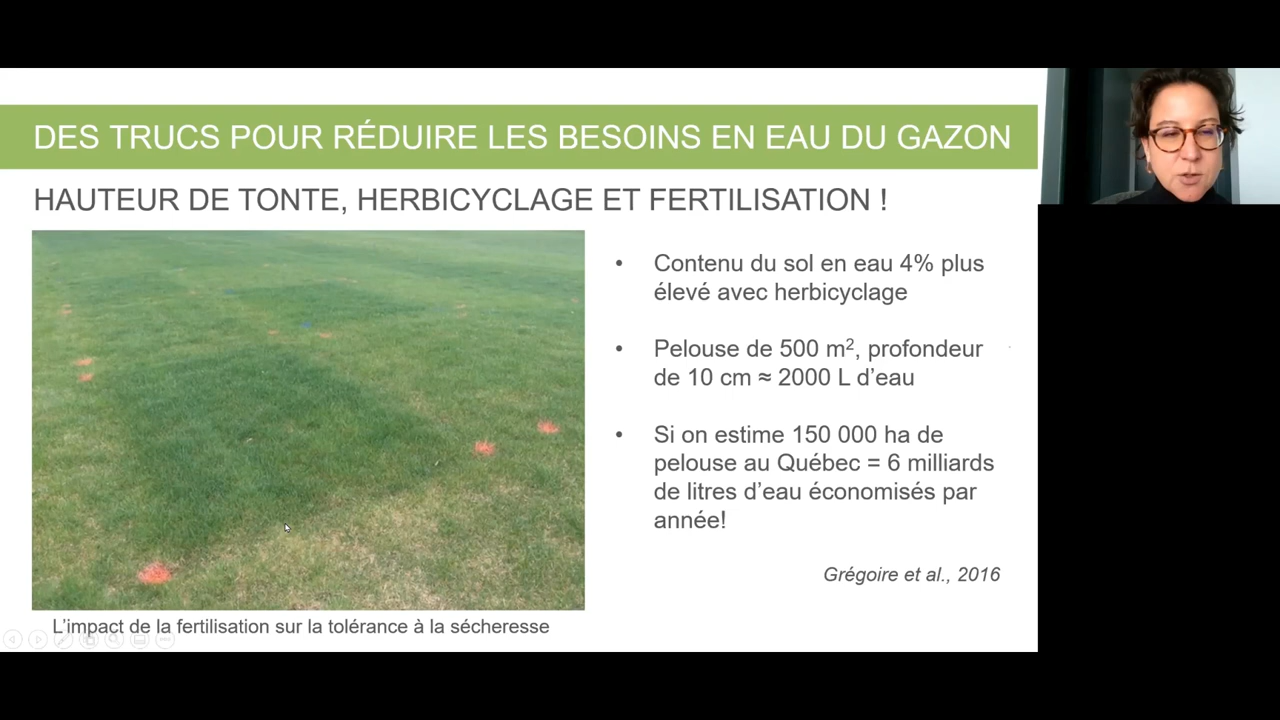 DES TRUCS POUR RÉDUIRE LES BESOINS EN EAU DU GAZON
HAUTEUR DE TONTE, HERBICYCLAGE ET FERTILISATION !
• Contenu du sol en eau 4% plus
élevé avec herbicyclage
• Pelouse de 500 m², profondeur
de 10 cm ≈ 2000 L d’eau
• Si on estime 150 000 ha de
pelouse au Québec = 6 milliards
de litres d’eau économisés par
année!
Grégoire et al., 2016
L’impact de la fertilisation sur la tolérance à la sécheresse